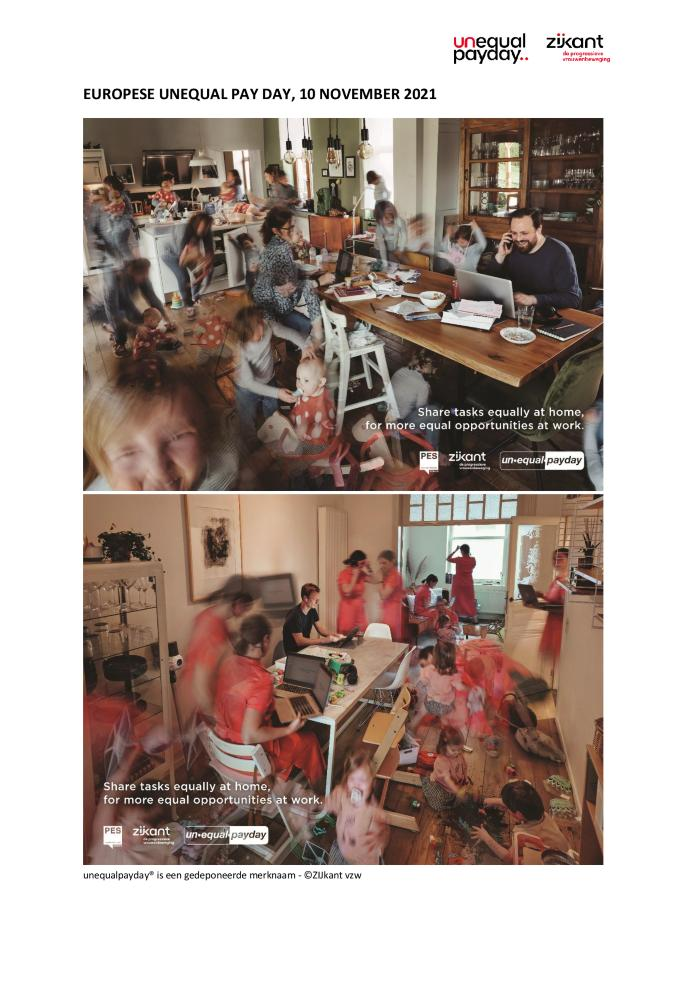 unequal
payday..
zijkant
de progressieve
vrouwenbeweging
EUROPESE UNEQUAL PAY DAY, 10 NOVEMBER 2021
Share tasks equally at home,
for more equal opportunities at work.
PES
zijkant
de progressieve
vrouwenbeweging
un•equal payday
Share tasks equally at home,
for more equal opportunities at work.
PES
zijkant
de progressieve
vrouwenbeweging
un•equal payday
unequalpayday® is een gedeponeerde merknaam - ©ZIJkant vzw